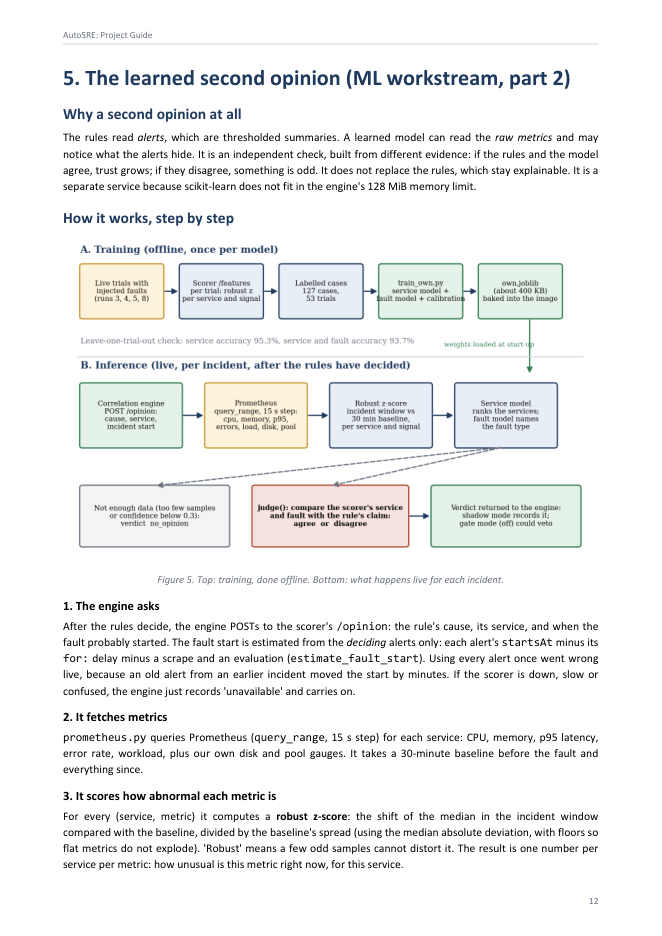 AutoSRE: Project Guide
5. The learned second opinion (ML workstream, part 2)
Why a second opinion at all
The rules read alerts, which are thresholded summaries. A learned model can read the raw metrics and may
notice what the alerts hide. It is an independent check, built from different evidence: if the rules and the model
agree, trust grows; if they disagree, something is odd. It does not replace the rules, which stay explainable. It is a
separate service because scikit-learn does not fit in the engine's 128 MiB memory limit.
How it works, step by step
A. Training (offline, once per model)
Live trials with
injected faults
(runs 3, 4, 5, 8)
Scorer /features
per trial: robust z
per service and signal
Labelled cases
127 cases,
53 trials
train_own.py
service model +
fault model + calibration
own.joblib
(about 400 KB)
baked into the image
Leave-one-trial-out check: service accuracy 95.3%, service and fault accuracy 93.7%
weights loaded at start-up
B. Inference (live, per incident, after the rules have decided)
Correlation engine
POST /opinion:
cause, service,
incident start
Prometheus
query_range, 15 s step:
cpu, memory, p95,
errors, load, disk, pool
Robust z-score
incident window vs
30 min baseline,
per service and signal
Service model
ranks the services;
fault model names
the fault type
Not enough data (too few samples
or confidence below 0.3):
verdict no_opinion
judge(): compare the scorer's service
and fault with the rule's claim:
agree or disagree
Verdict returned to the engine:
shadow mode records it;
gate mode (off) could veto
Figure 5. Top: training, done offline. Bottom: what happens live for each incident.
1. The engine asks
After the rules decide, the engine POSTs to the scorer's /opinion: the rule's cause, its service, and when the
fault probably started. The fault start is estimated from the deciding alerts only: each alert's startsAt minus its
for: delay minus a scrape and an evaluation (estimate_fault_start). Using every alert once went wrong
live, because an old alert from an earlier incident moved the start by minutes. If the scorer is down, slow or
confused, the engine just records 'unavailable' and carries on.
2. It fetches metrics
prometheus.py queries Prometheus (query_range, 15 s step) for each service: CPU, memory, p95 latency,
error rate, workload, plus our own disk and pool gauges. It takes a 30-minute baseline before the fault and
everything since.
3. It scores how abnormal each metric is
For every (service, metric) it computes a robust z-score: the shift of the median in the incident window
compared with the baseline, divided by the baseline's spread (using the median absolute deviation, with floors so
flat metrics do not explode). 'Robust' means a few odd samples cannot distort it. The result is one number per
service per metric: how unusual is this metric right now, for this service.
12